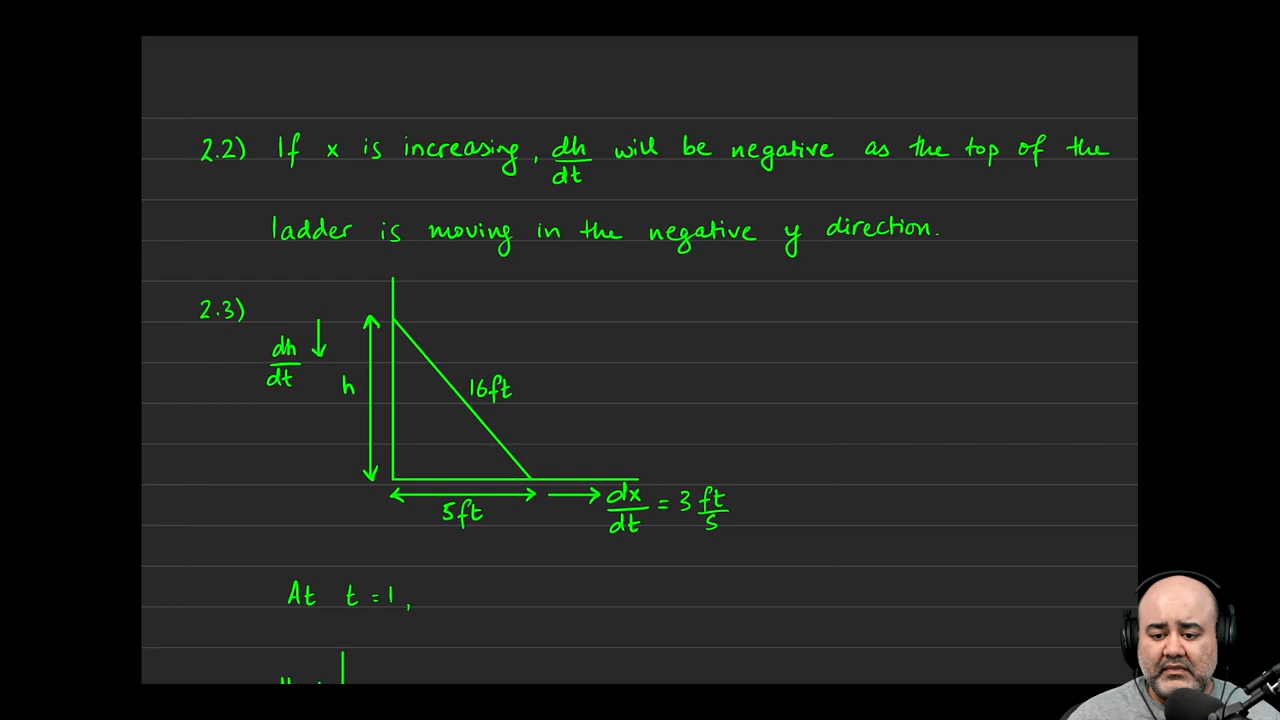 2.2) If x is increasing, dh/dt will be negative as the top of the
ladder is moving in the negative y direction.
2.3)
dh/dt ↓
h
16ft
5ft
→ dx/dt = 3 ft/s
At t = 1,